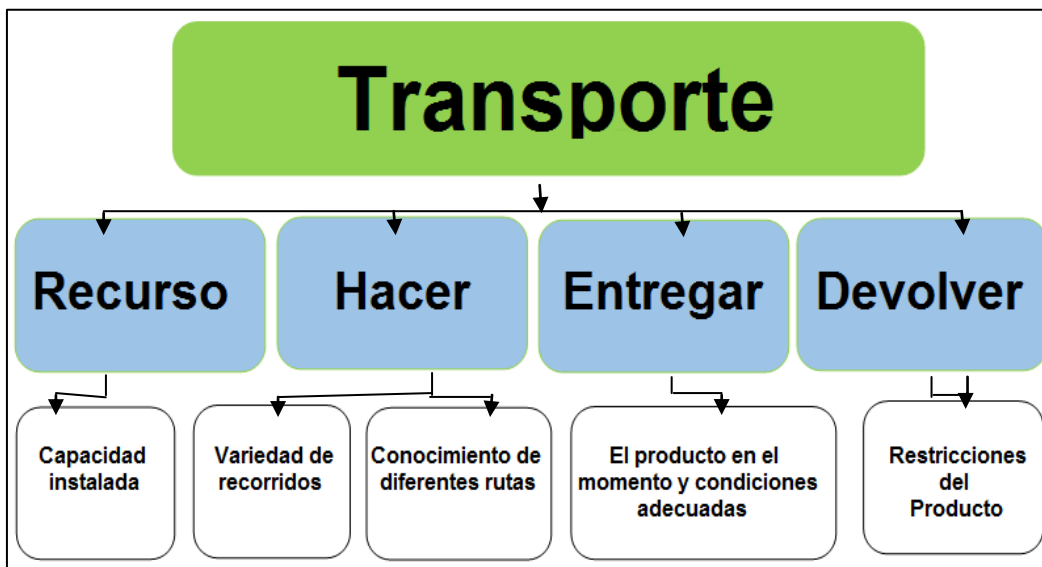 Transporte
Recurso
Hacer
Entregar
Devolver
Capacidad
instalada
Variedad de
recorridos
Conocimiento de
diferentes rutas
El producto en el
momento y condiciones
adecuadas
Restricciones
del
Producto